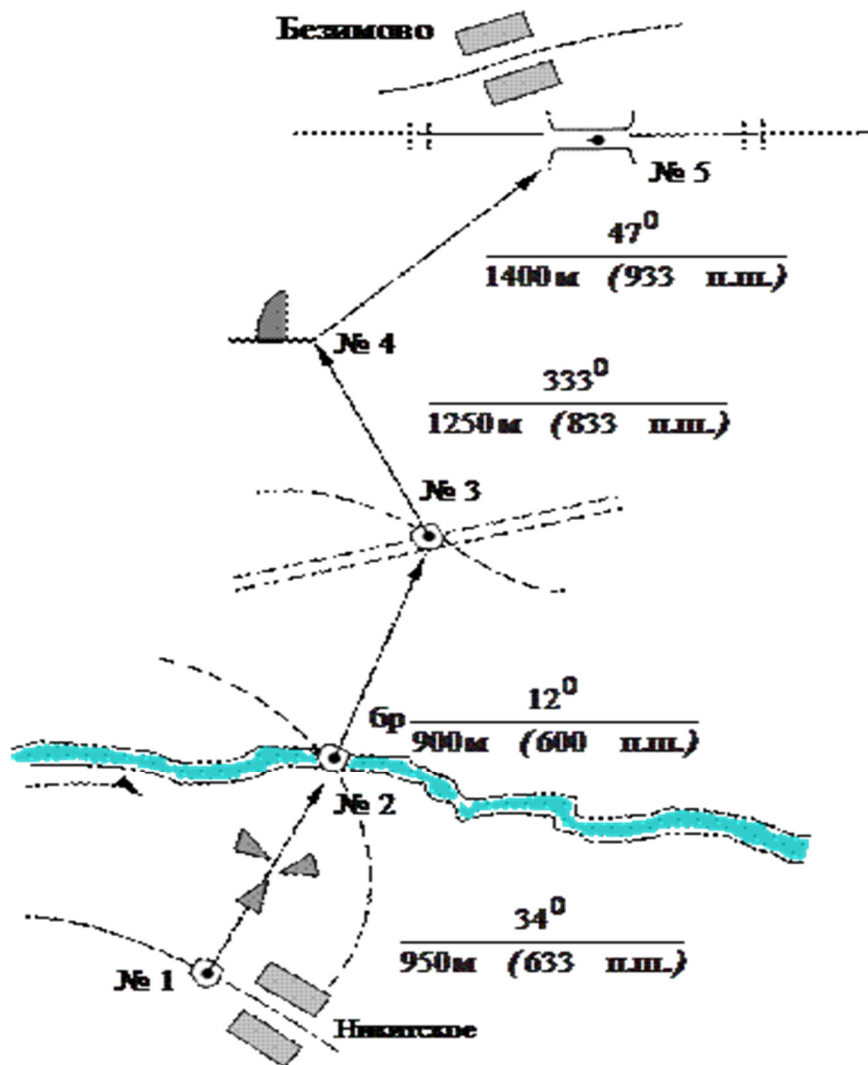 Безимово
№ 5
47⁰
1400м (933 п.ш.)
№ 4
333⁰
1250м (833 п.ш.)
№ 3
бр 12⁰
900м (600 п.ш.)
№ 2
34⁰
950м (633 п.ш.)
№ 1
Никитское